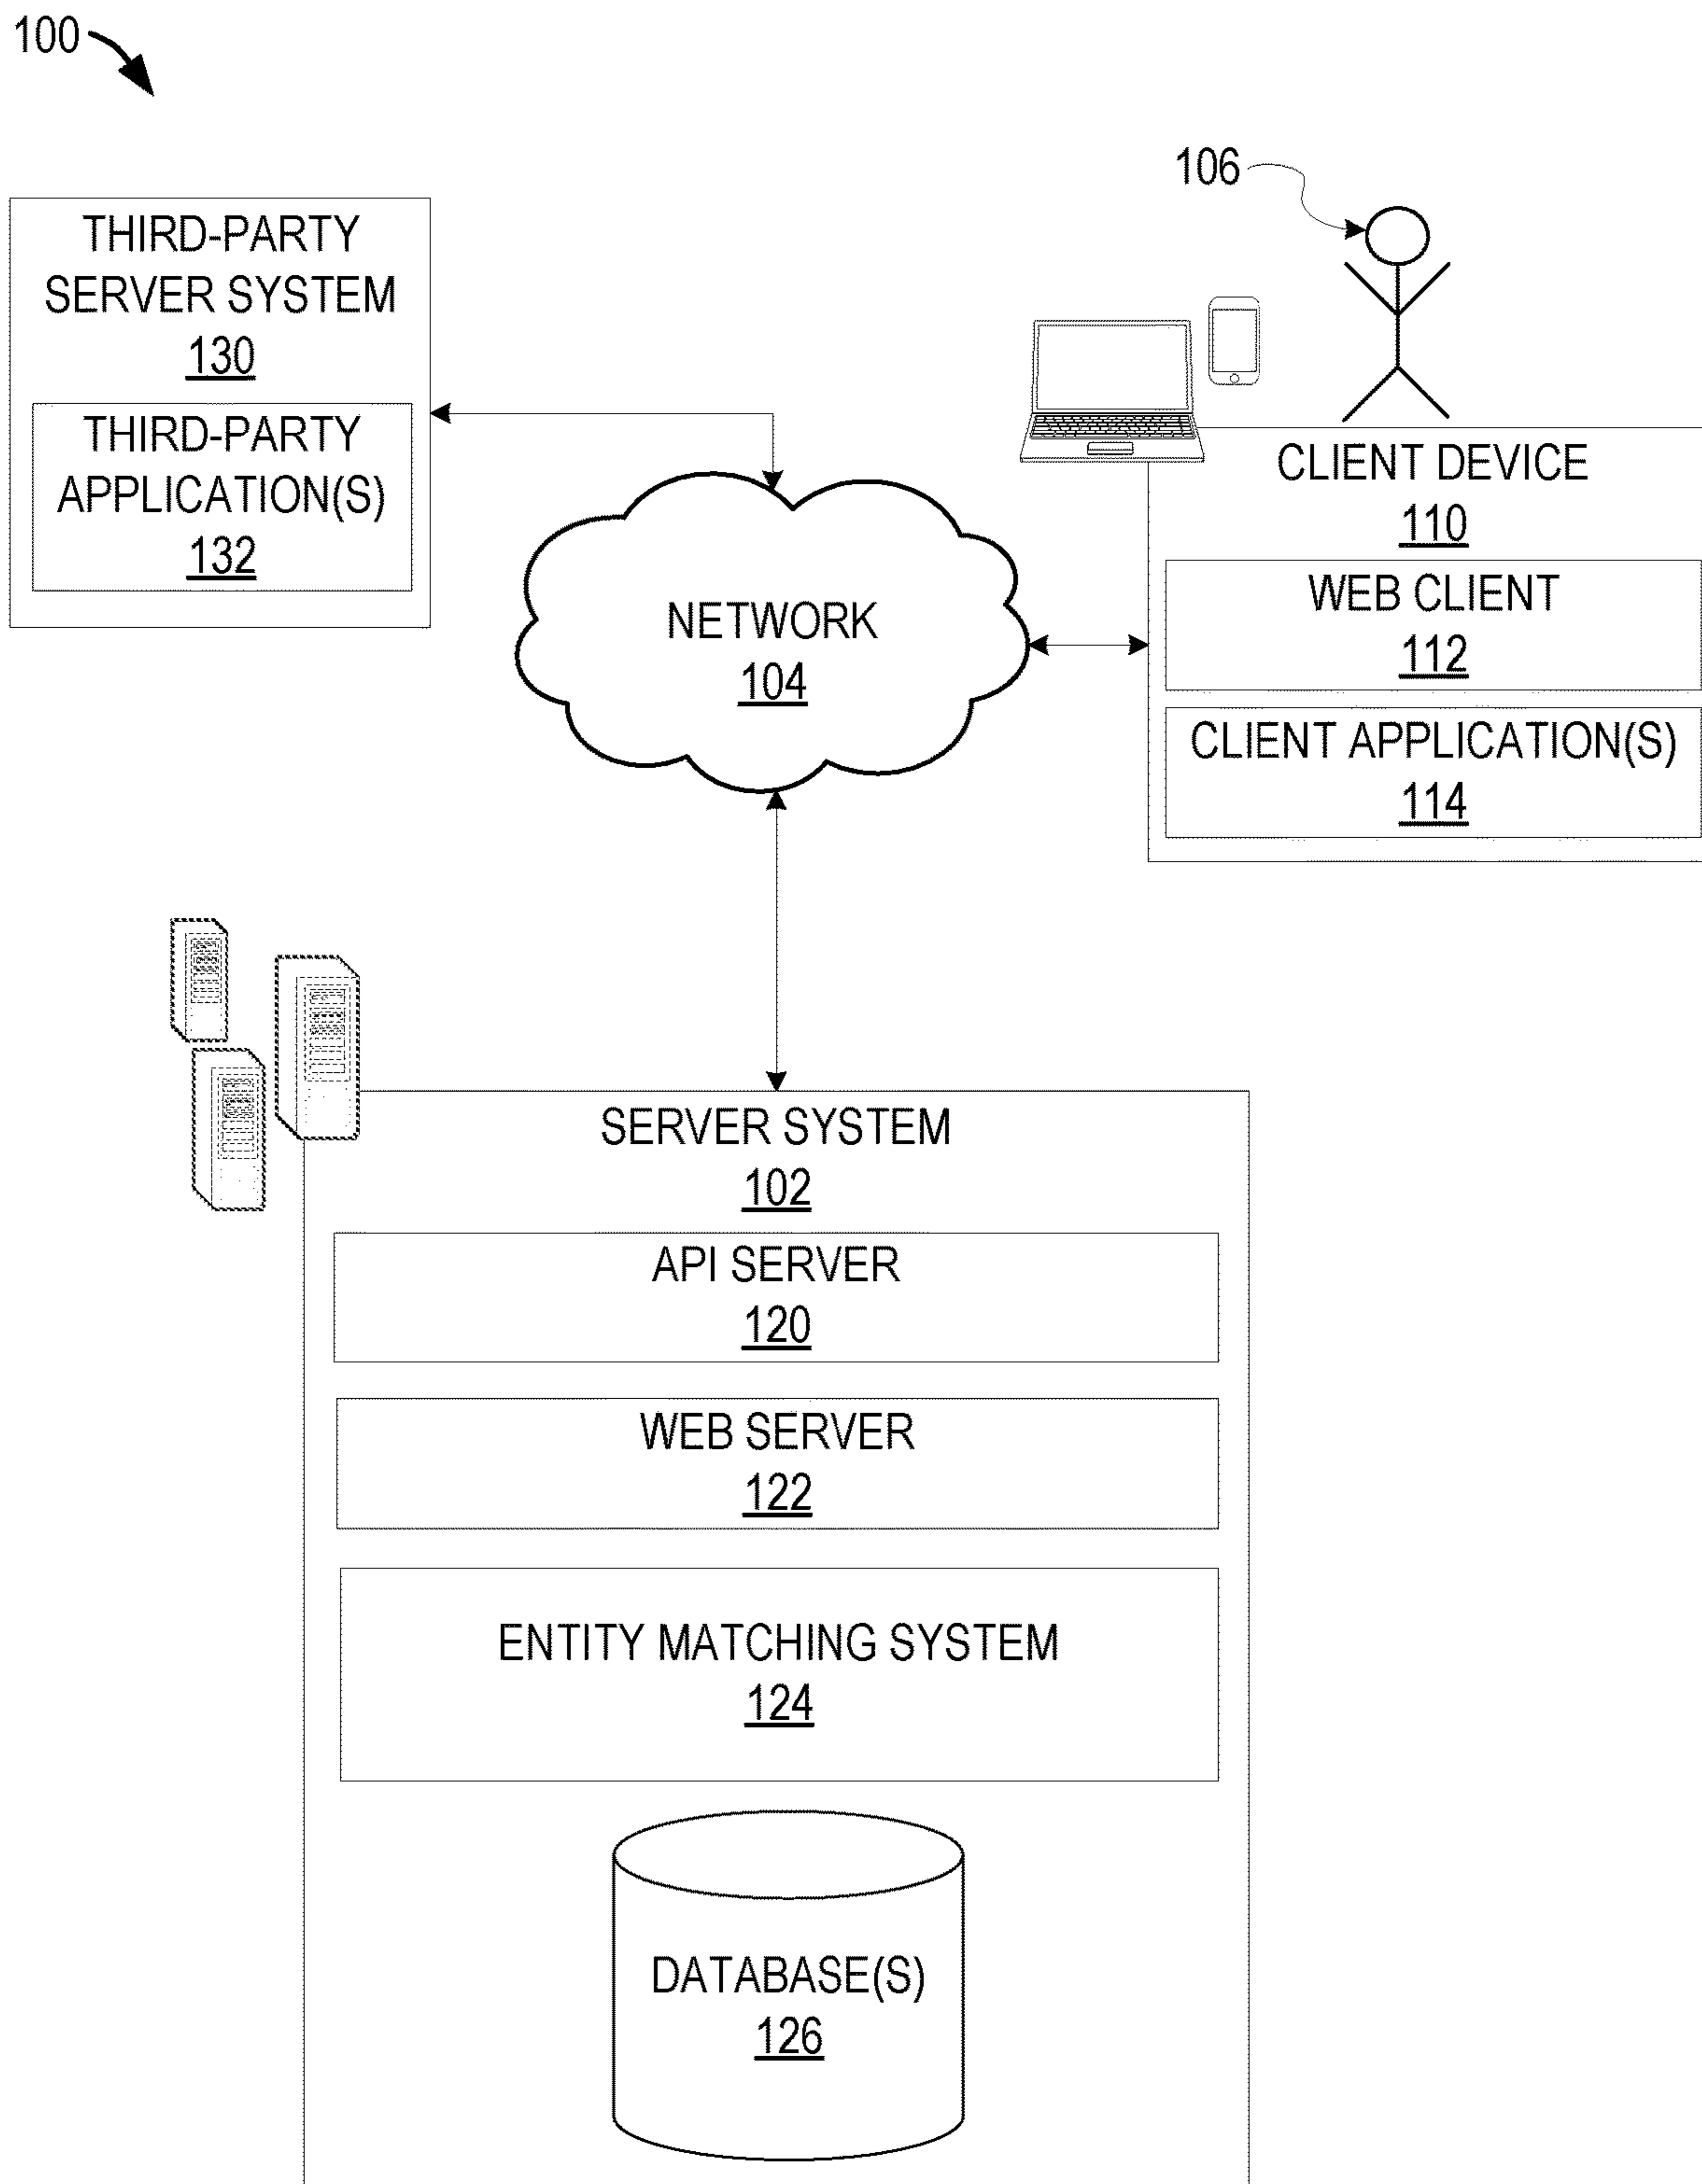 100
106
THIRD-PARTY
SERVER SYSTEM
130
THIRD-PARTY
APPLICATION(S)
132
CLIENT DEVICE
110
WEB CLIENT
112
CLIENT APPLICATION(S)
114
NETWORK
104
SERVER SYSTEM
102
API SERVER
120
WEB SERVER
122
ENTITY MATCHING SYSTEM
124
DATABASE(S)
126